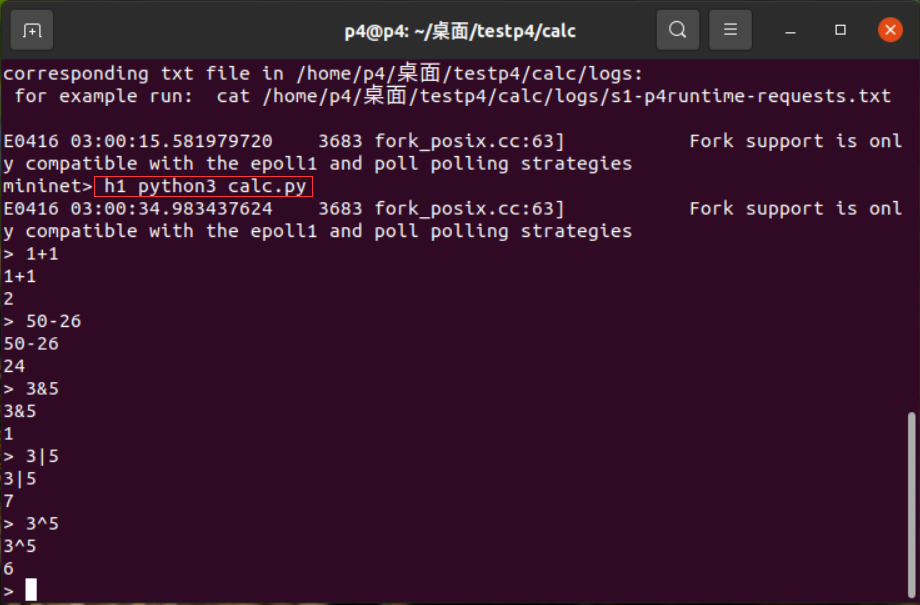 p4@p4: ~/桌面/testp4/calc
corresponding txt file in /home/p4/桌面/testp4/calc/logs:
 for example run:  cat /home/p4/桌面/testp4/calc/logs/s1-p4runtime-requests.txt
E0416 03:00:15.581979720    3683 fork_posix.cc:63]           Fork support is onl
y compatible with the epoll1 and poll polling strategies
mininet> h1 python3 calc.py
E0416 03:00:34.983437624    3683 fork_posix.cc:63]           Fork support is onl
y compatible with the epoll1 and poll polling strategies
> 1+1
1+1
2
> 50-26
50-26
24
> 3&5
3&5
1
> 3|5
3|5
7
> 3^5
3^5
6
>